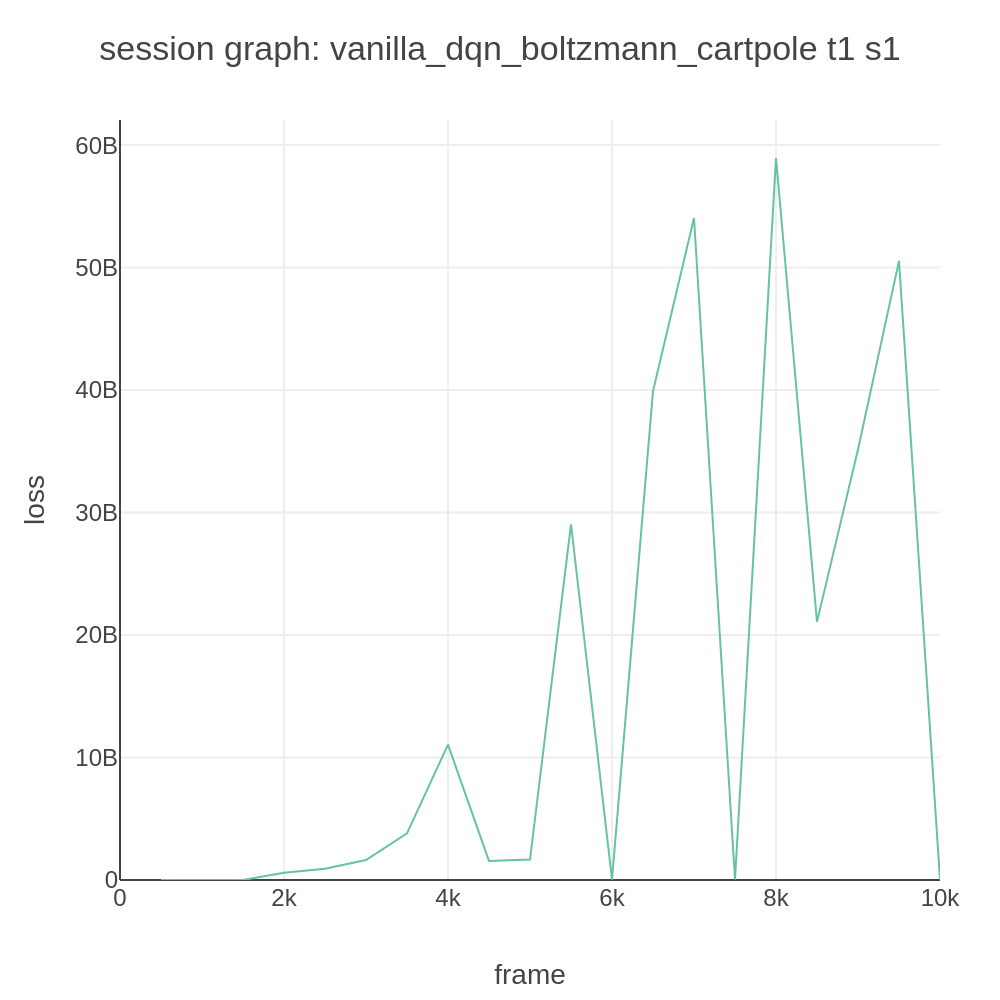 session graph: vanilla_dqn_boltzmann_cartpole t1 s1
60B
50B
40B
30B
20B
10B
0
loss
0 2k 4k 6k 8k 10k
frame